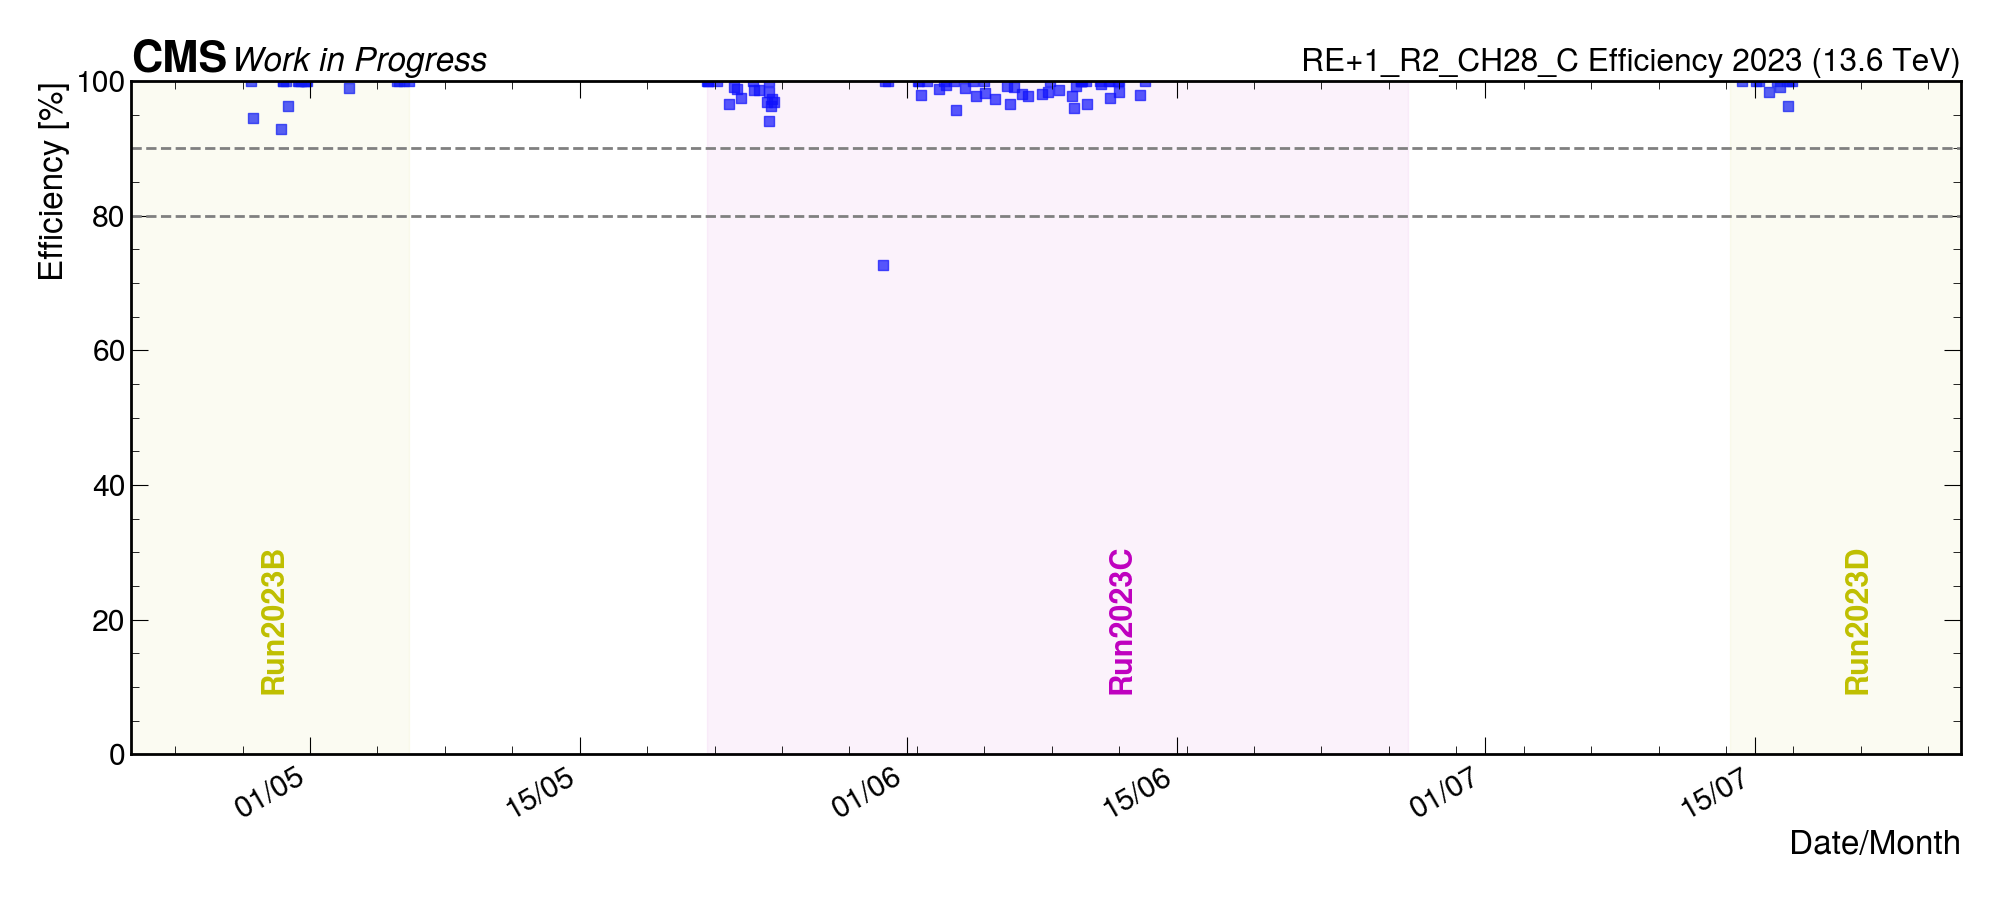 CMS Work in Progress
RE+1_R2_CH28_C Efficiency 2023 (13.6 TeV)
Efficiency [%]
100
80
60
40
20
0
Run2023B
Run2023C
Run2023D
01/05
15/05
01/06
15/06
01/07
15/07
Date/Month